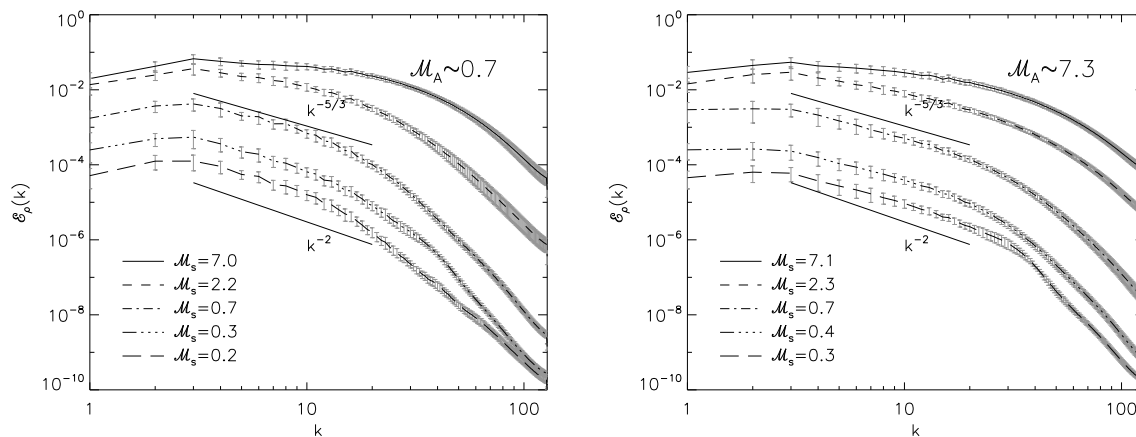 10^0
10^-2
10^-4
10^-6
10^-8
10^-10
ℰρ(k)
ℳ_A~0.7
k^-5/3
k^-2
ℳ_s=7.0
ℳ_s=2.2
ℳ_s=0.7
ℳ_s=0.3
ℳ_s=0.2
1 10 100
k
10^0
10^-2
10^-4
10^-6
10^-8
10^-10
ℰρ(k)
ℳ_A~7.3
k^-5/3
k^-2
ℳ_s=7.1
ℳ_s=2.3
ℳ_s=0.7
ℳ_s=0.4
ℳ_s=0.3
1 10 100
k